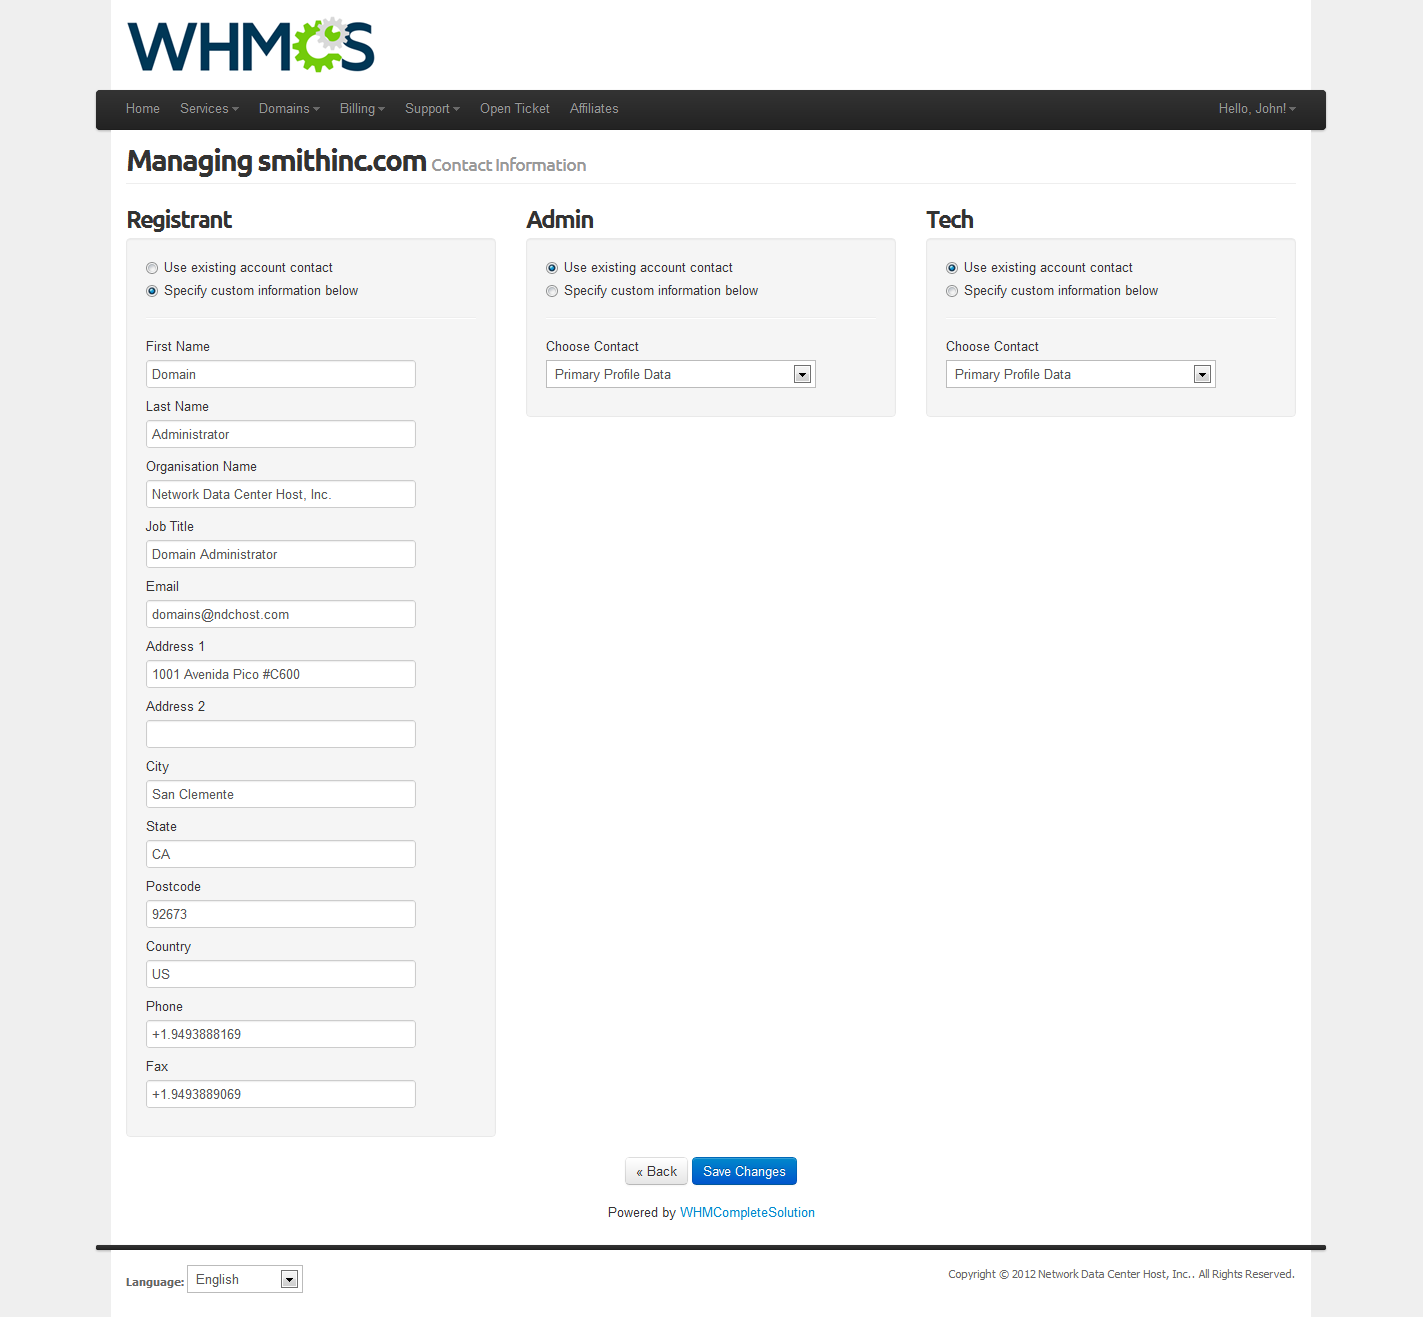 WHMCS
Home Services Domains Billing Support Open Ticket Affiliates Hello, John!
Managing smithinc.com Contact Information
Registrant
Use existing account contact
Specify custom information below
First Name
Domain
Last Name
Administrator
Organisation Name
Network Data Center Host, Inc.
Job Title
Domain Administrator
Email
domains@ndchost.com
Address 1
1001 Avenida Pico #C600
Address 2
City
San Clemente
State
CA
Postcode
92673
Country
US
Phone
+1.9493888169
Fax
+1.9493889069
Admin
Use existing account contact
Specify custom information below
Choose Contact
Primary Profile Data
Tech
Use existing account contact
Specify custom information below
Choose Contact
Primary Profile Data
« Back Save Changes
Powered by WHMCompleteSolution
Language: English
Copyright © 2012 Network Data Center Host, Inc.. All Rights Reserved.